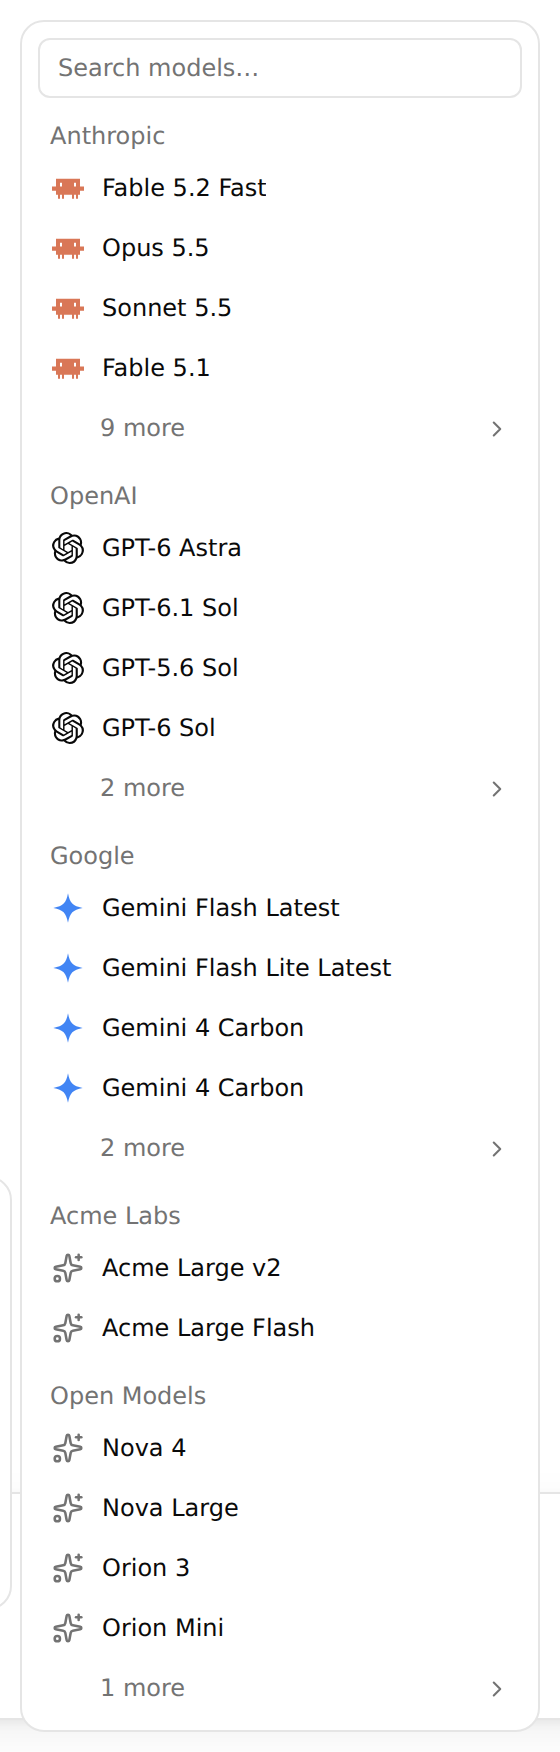 Search models...
Anthropic
Fable 5.2 Fast
Opus 5.5
Sonnet 5.5
Fable 5.1
9 more
OpenAI
GPT-6 Astra
GPT-6.1 Sol
GPT-5.6 Sol
GPT-6 Sol
2 more
Google
Gemini Flash Latest
Gemini Flash Lite Latest
Gemini 4 Carbon
Gemini 4 Carbon
2 more
Acme Labs
Acme Large v2
Acme Large Flash
Open Models
Nova 4
Nova Large
Orion 3
Orion Mini
1 more